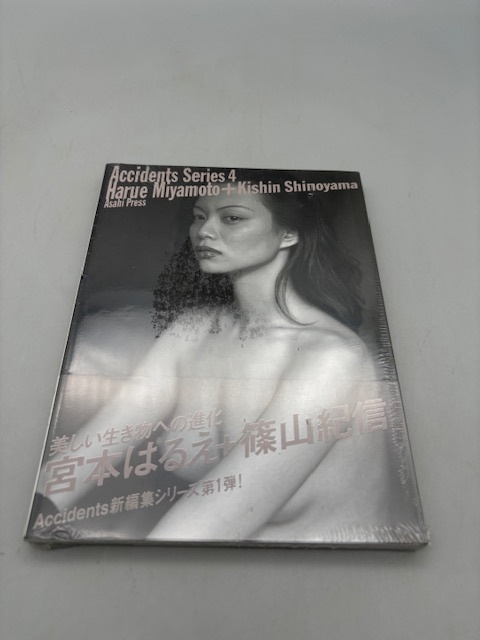 Accidents Series 4
Harue Miyamoto+Kishin Shinoyama
Asahi Press
美しい生き物への進化
宮本はるえ+篠山紀信
Accidents新編集シリーズ第1弾!